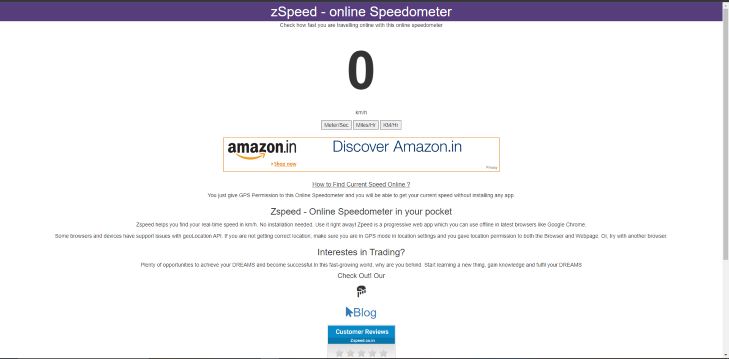 zSpeed - online Speedometer
Check how fast you are travelling online with this online speedometer
0
km/h
Meter/Sec Miles/Hr KM/Hr
amazon.in
Discover Amazon.in
Shop now
Privacy
How to Find Current Speed Online ?
You just give GPS Permission to this Online Speedometer and you will be able to get your current speed without installing any app
Zspeed - Online Speedometer in your pocket
Zspeed helps you find your real-time speed in km/h. No installation needed. Use it right away! Zpeed is a progressive web app which you can use offline in latest browsers like Google Chrome.
Some browsers and devices have support issues with geoLocation API. If you are not getting correct location, make sure you are in GPS mode in location settings and you gave location permission to both the Browser and Webpage. Or, try with another browser.
Interestes in Trading?
Plenty of opportunities to achieve your DREAMS and become successful In this fast-growing world, why are you behind. Start learning a new thing, gain knowledge and fulfil your DREAMS
Check Out! Our
Blog
Customer Reviews
Zspeed.co.in